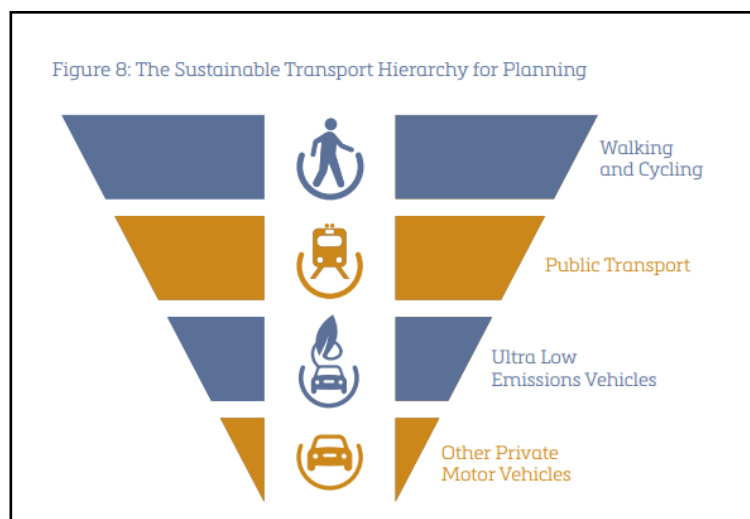 Figure 8: The Sustainable Transport Hierarchy for Planning
Walking
and Cycling
Public Transport
Ultra Low
Emissions Vehicles
Other Private
Motor Vehicles